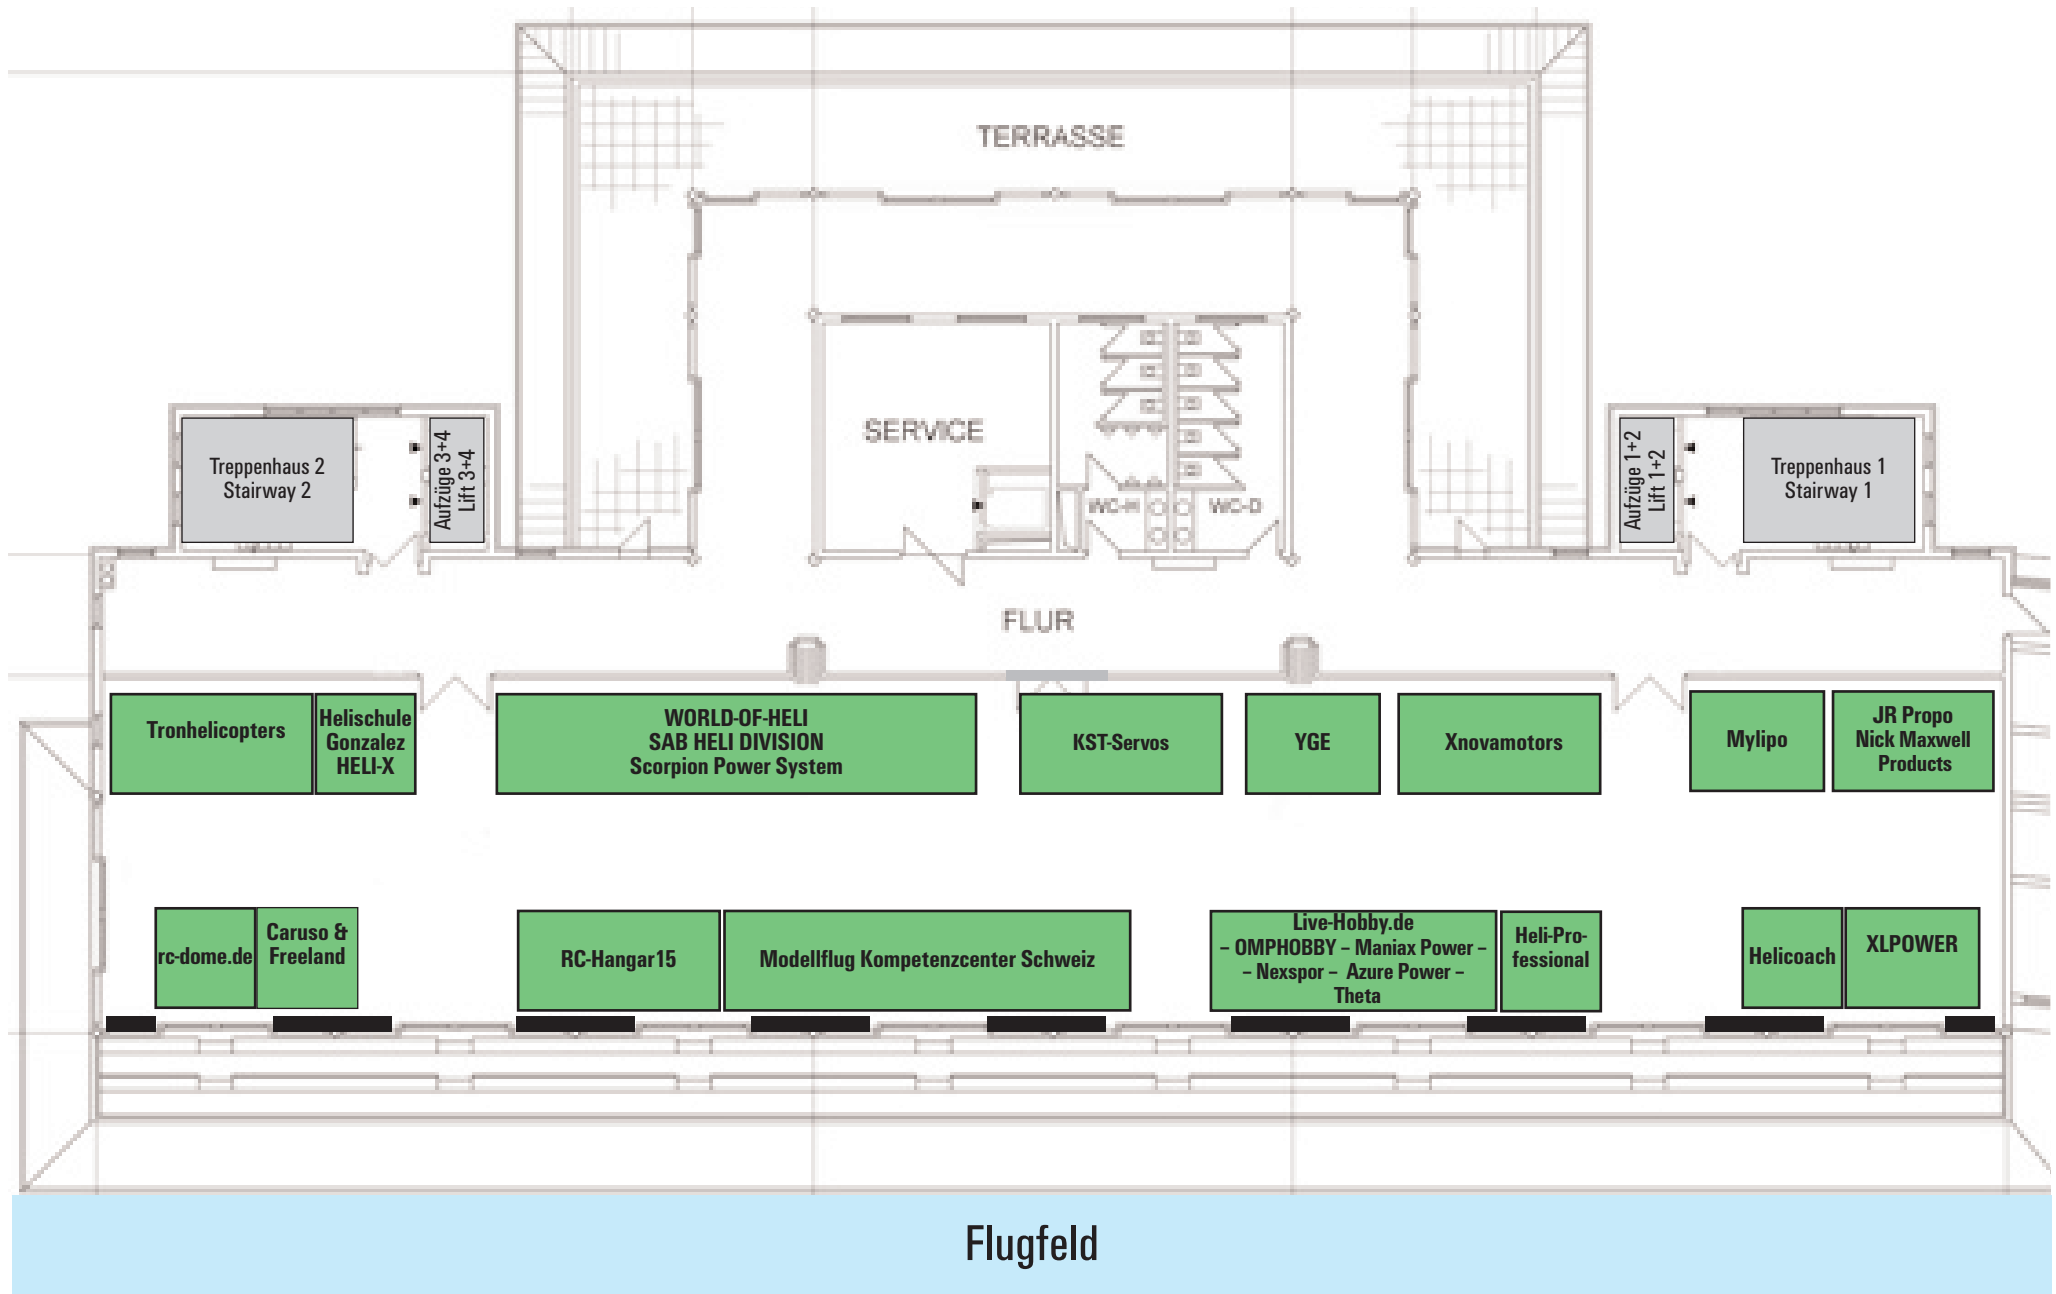 TERRASSE
SERVICE
Treppenhaus 2
Stairway 2
Aufzüge 3+4
Lift 3+4
WC-H
WC-D
Aufzüge 1+2
Lift 1+2
Treppenhaus 1
Stairway 1
FLUR
Tronhelicopters
Helischule
Gonzalez
HELI-X
WORLD-OF-HELI
SAB HELI DIVISION
Scorpion Power System
KST-Servos
YGE
Xnovamotors
Mylipo
JR Propo
Nick Maxwell
Products
rc-dome.de
Caruso &
Freeland
RC-Hangar15
Modellflug Kompetenzcenter Schweiz
Live-Hobby.de
– OMPHOBBY – Maniax Power –
– Nexspor – Azure Power –
Theta
Heli-Pro-
fessional
Helicoach
XLPOWER
Flugfeld